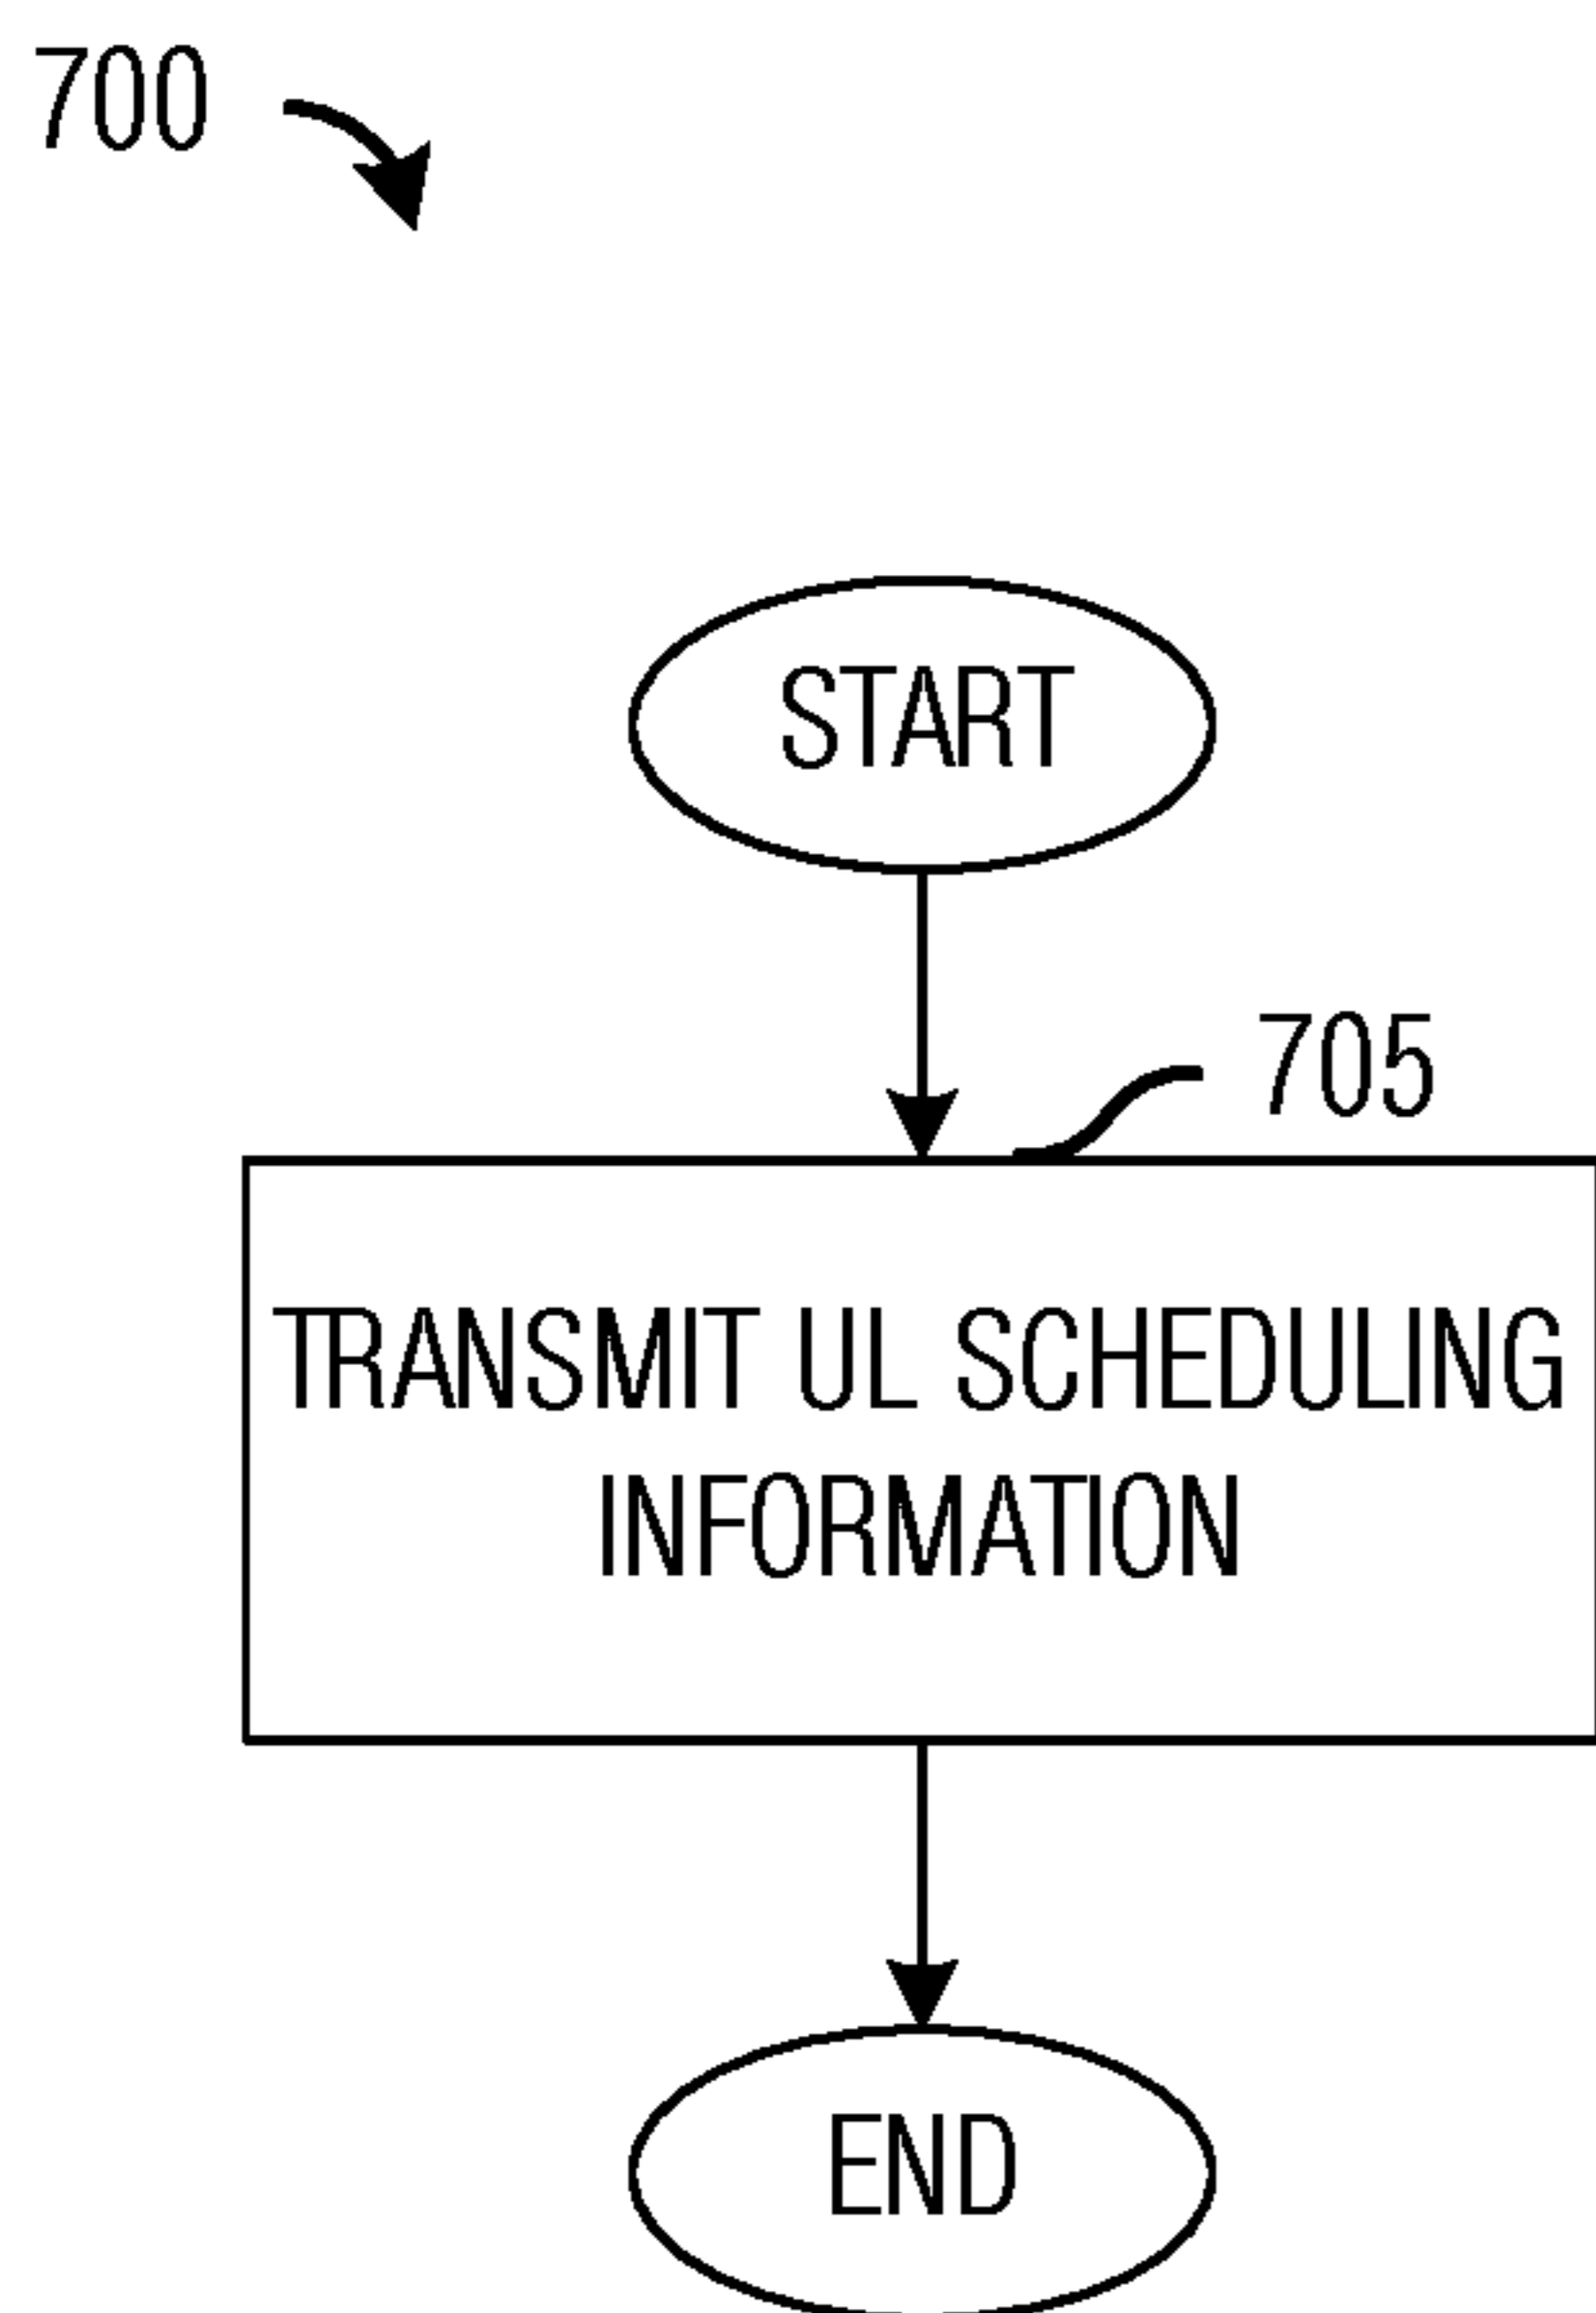 700
START
705
TRANSMIT UL SCHEDULING
INFORMATION
END